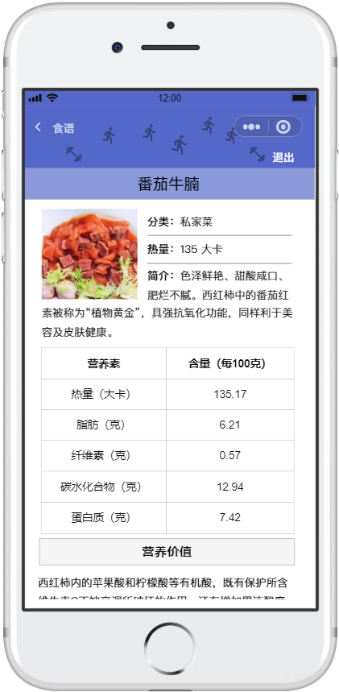 12:00
食谱
退出
番茄牛腩
分类：私家菜
热量：135 大卡
简介：色泽鲜艳、甜酸咸口、
肥烂不腻。西红柿中的番茄红
素被称为“植物黄金”，具强抗氧化功能，同样利于美
容及皮肤健康。
营养素 含量（每100克）
热量（大卡） 135.17
脂肪（克） 6.21
纤维素（克） 0.57
碳水化合物（克） 12.94
蛋白质（克） 7.42
营养价值
西红柿内的苹果酸和柠檬酸等有机酸，既有保护所含